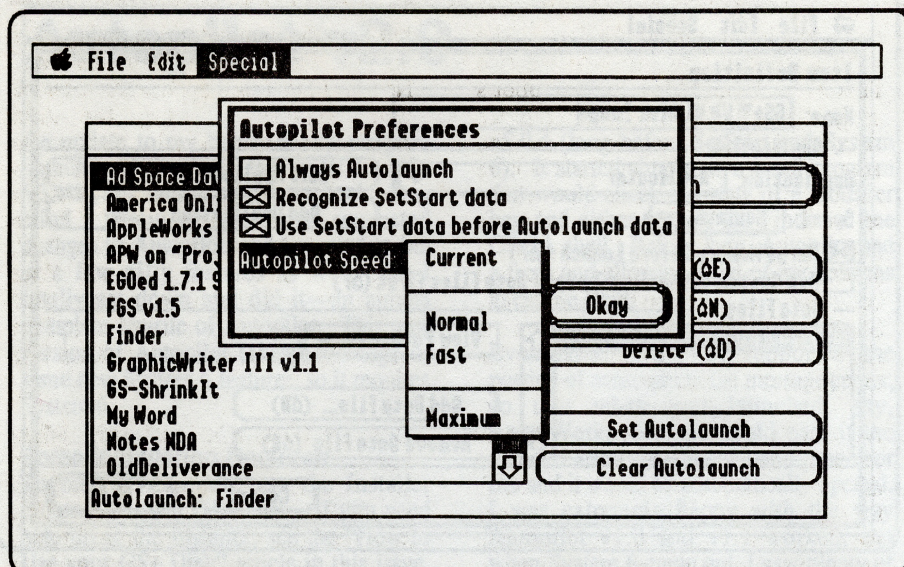 File Edit Special
Autopilot Preferences
Always Autolaunch
Recognize SetStart data
Use SetStart data before Autolaunch data
Autopilot Speed
Current
Normal
Fast
Maximum
Okay
Ad Space Dat
America Onl
AppleWorks
APW on "Pro
EGOed 1.7.1
FGS v1.5
Finder
GraphicWriter III v1.1
GS-ShrinkIt
My Word
Notes NDA
OldDeliverance
(E)
(N)
Delete (D)
Set Autolaunch
Clear Autolaunch
Autolaunch: Finder